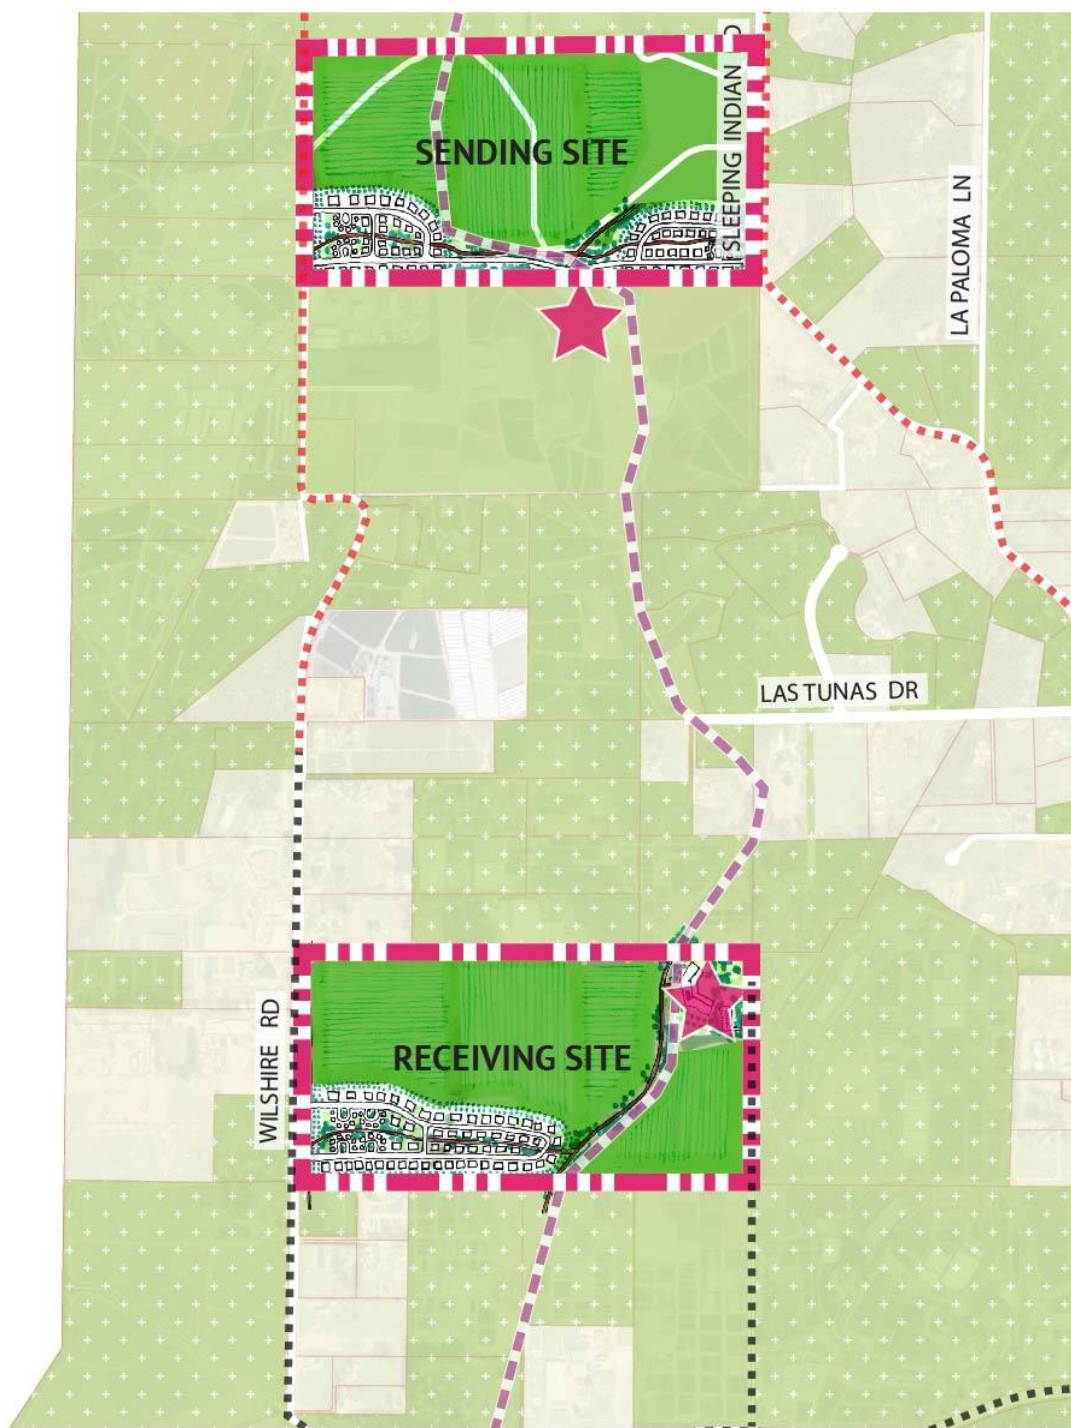 SLEEPING INDIAN
SENDING SITE
LA PALOMA LN
LAS TUNAS DR
WILSHIRE RD
RECEIVING SITE